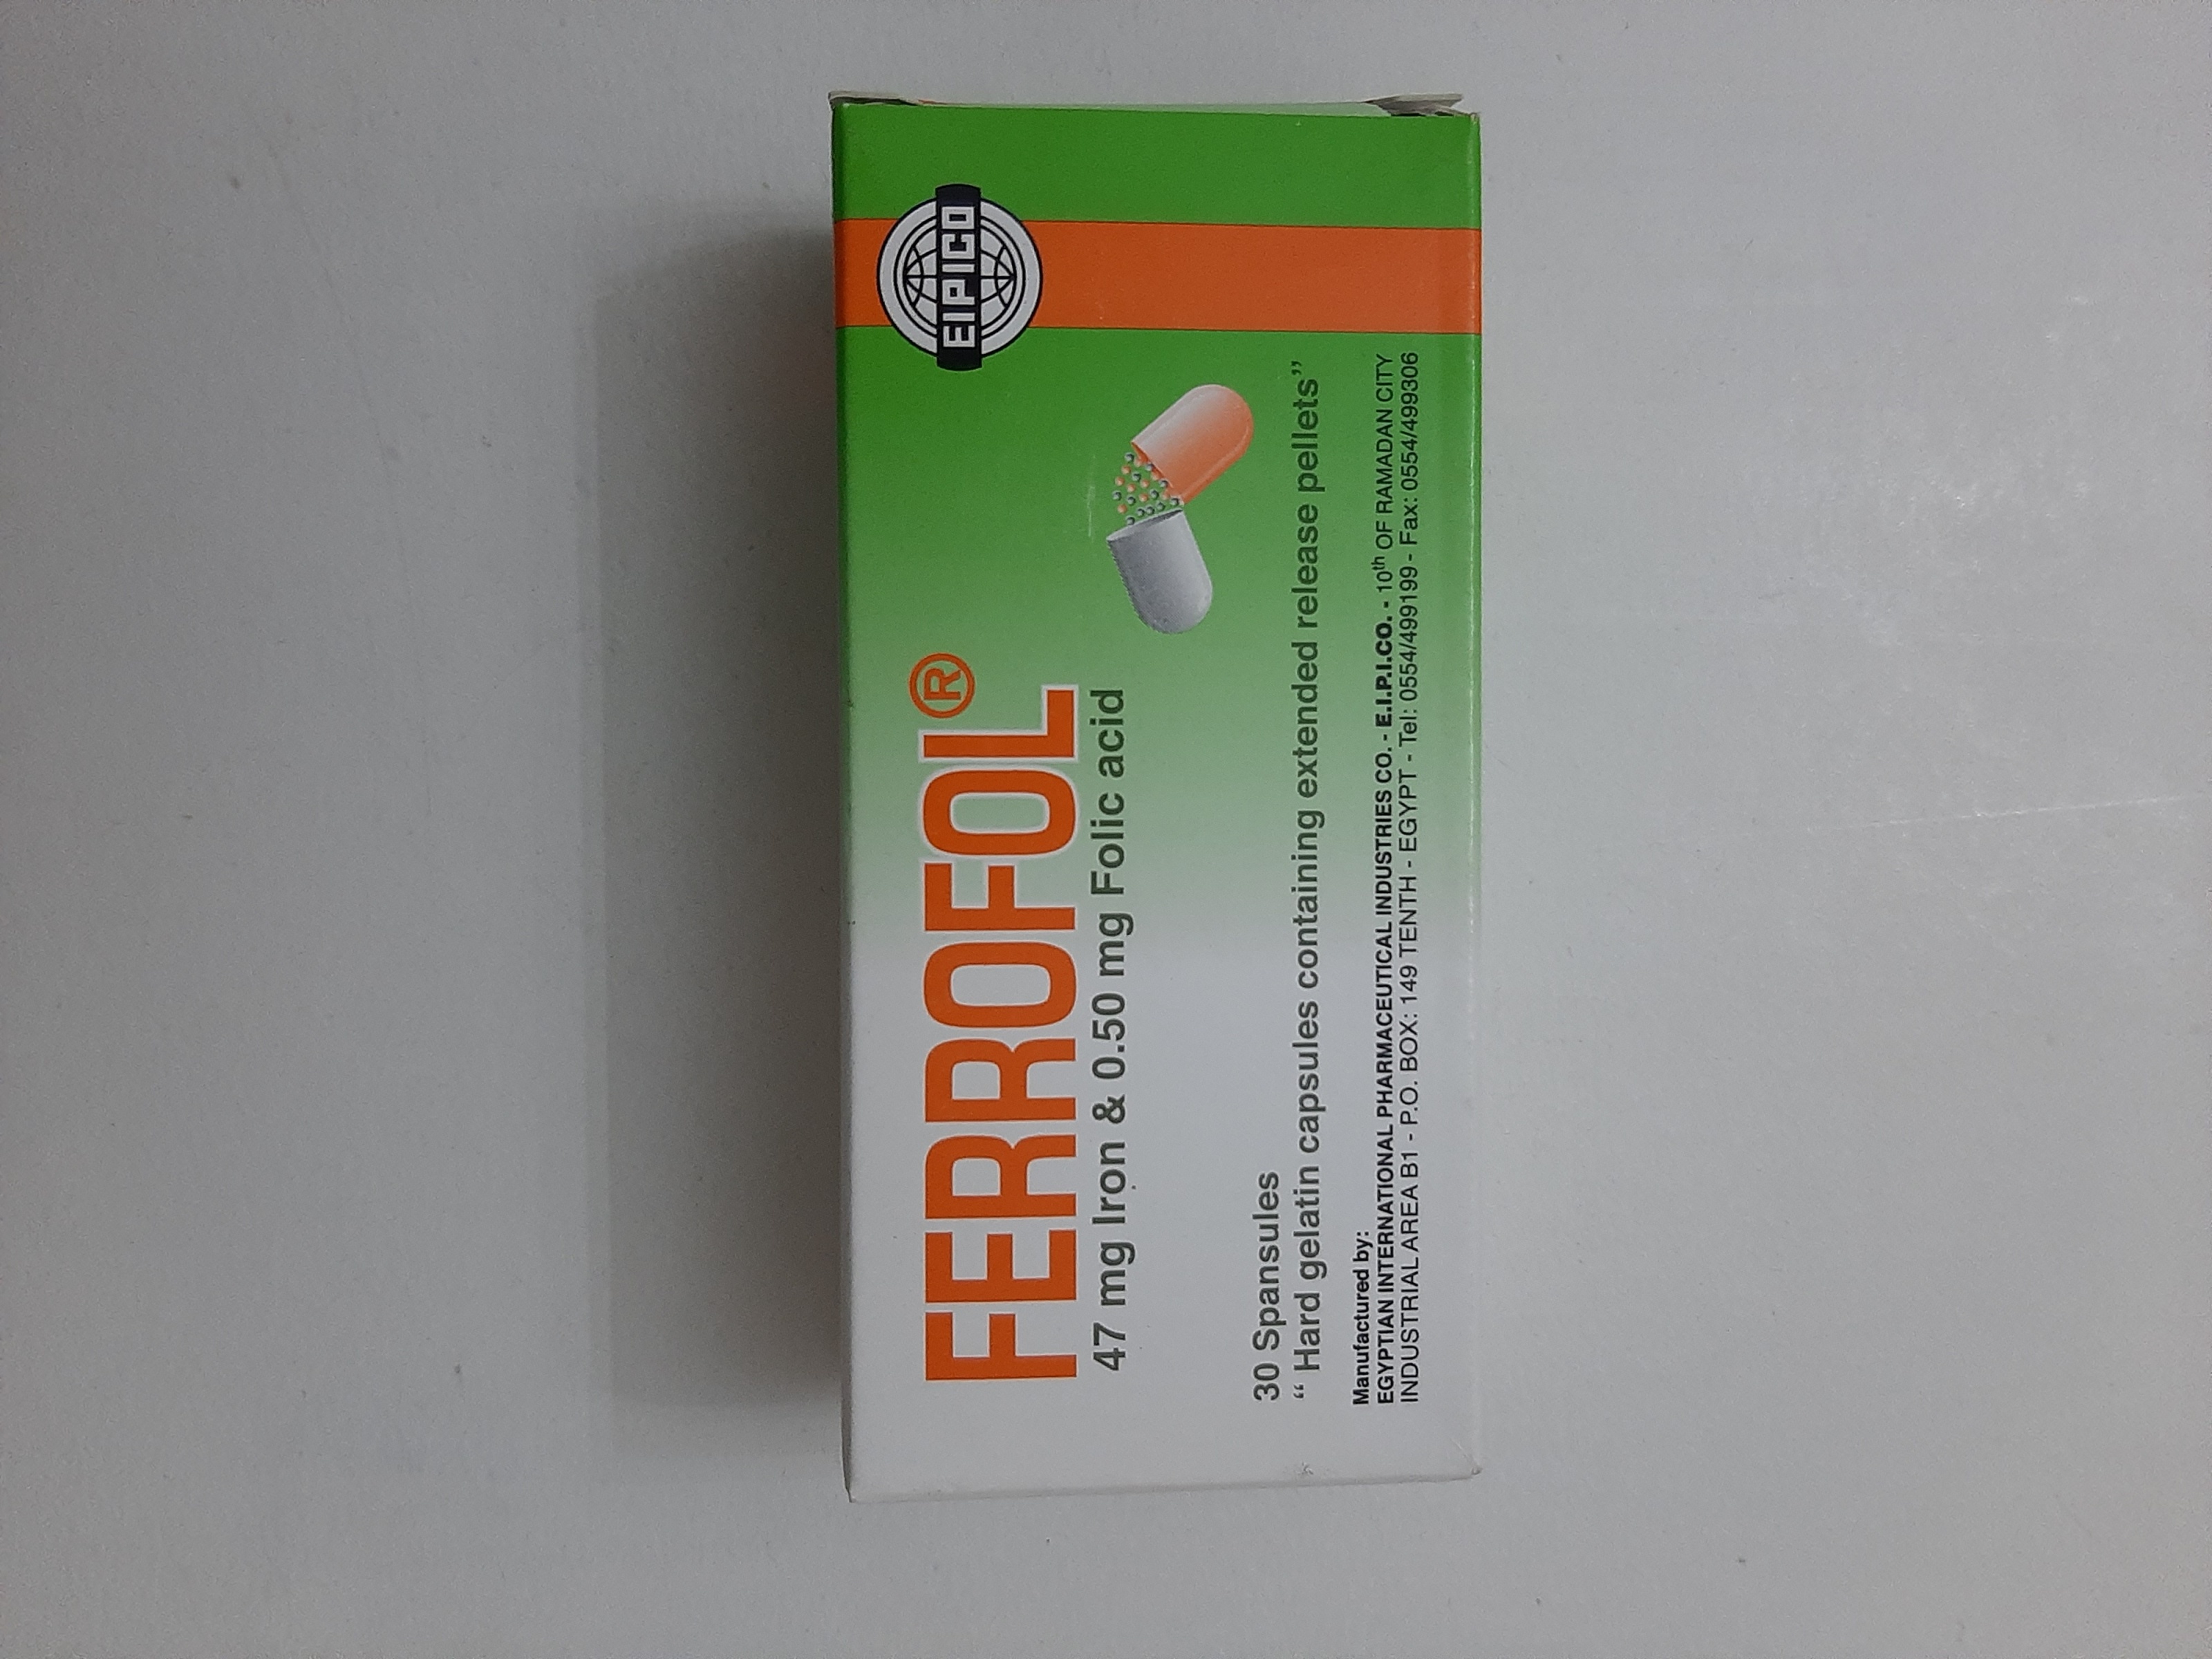 EIPICO
FERROFOL®
47 mg Iron & 0.50 mg Folic acid
30 Spansules
“ Hard gelatin capsules containing extended release pellets”
Manufactured by:
EGYPTIAN INTERNATIONAL PHARMACEUTICAL INDUSTRIES CO. - E.I.P.I.CO. - 10th OF RAMADAN CITY
INDUSTRIAL AREA B1 - P.O. BOX: 149 TENTH - EGYPT - Tel: 0554/499199 - Fax: 0554/499306